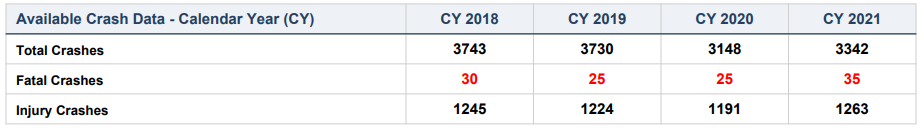 Available Crash Data - Calendar Year (CY) CY 2018 CY 2019 CY 2020 CY 2021
Total Crashes 3743 3730 3148 3342
Fatal Crashes 30 25 25 35
Injury Crashes 1245 1224 1191 1263